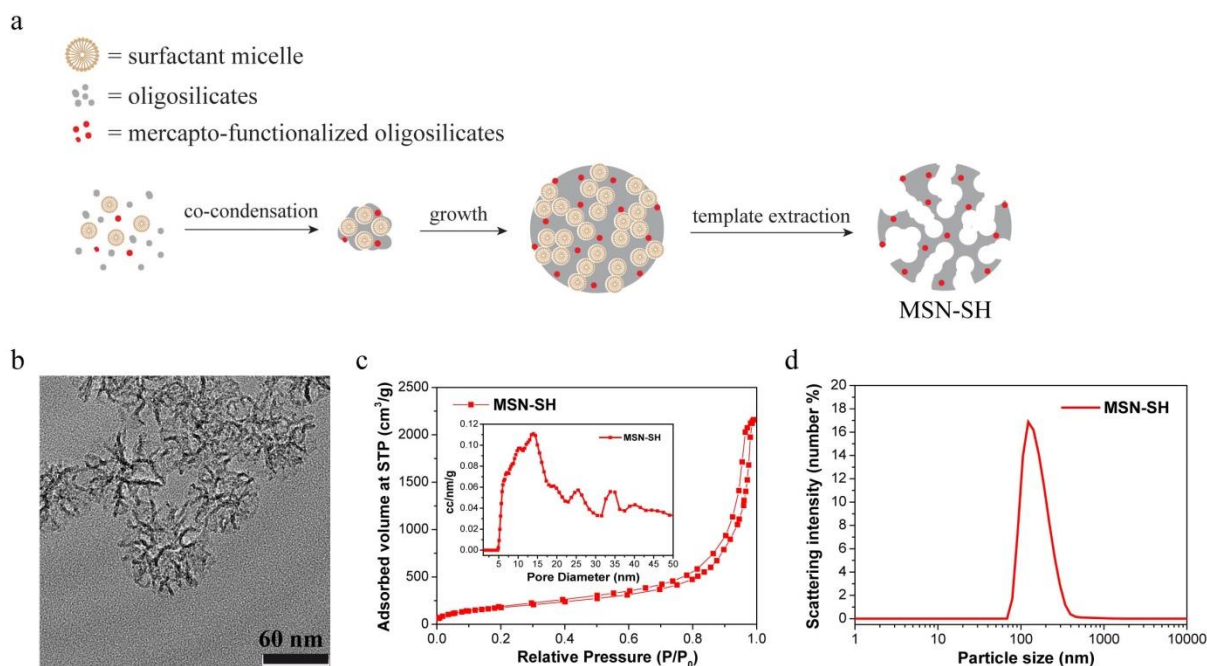 a
= surfactant micelle
= oligosilicates
= mercapto-functionalized oligosilicates
co-condensation
growth
template extraction
MSN-SH
b
60 nm
c
Adsorbed volume at STP (cm³/g)
2500
2000
1500
1000
500
0
MSN-SH
cc/nm/g
0.12
0.10
0.08
0.06
0.04
0.02
0.00
MSN-SH
5 10 15 20 25 30 35 40 45 50
Pore Diameter (nm)
0.0 0.2 0.4 0.6 0.8 1.0
Relative Pressure (P/P₀)
d
Scattering intensity (number %)
20
18
16
14
12
10
8
6
4
2
0
MSN-SH
1 10 100 1000 10000
Particle size (nm)